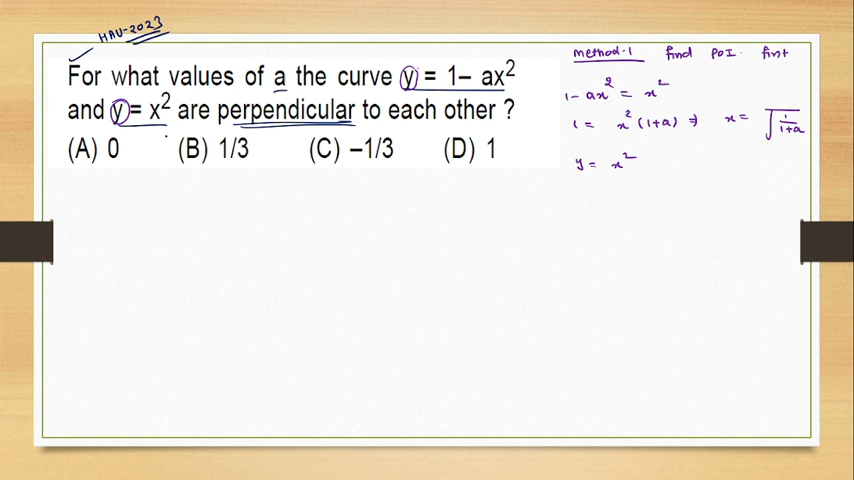 HAU-2023
For what values of a the curve y = 1– ax²
and y = x² are perpendicular to each other ?
(A) 0 (B) 1/3 (C) –1/3 (D) 1
method-1 find POI. first
1 - ax² = x²
1 = x² (1+a) ⇒ x = √(1/(1+a))
y = x²